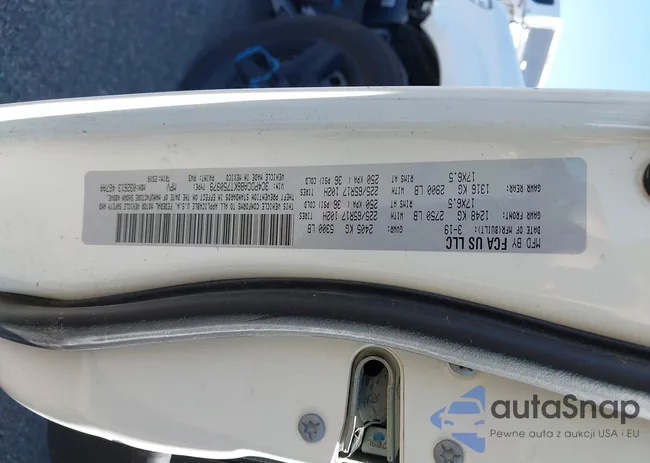 MFD BY FCA US LLC
DATE OF MFR(BUILT): 3-19
GVWR: 2405 KG 5300 LB
GAWR FRONT: 1248 KG 2750 LB
TIRES 225/65R17 102H
RIMS AT 17X6.5
250 KPA( 36 PSI) COLD
GAWR REAR: 1316 KG 2900 LB
TIRES 225/65R17 102H
RIMS AT 17X6.5
250 KPA( 36 PSI) COLD
THIS VEHICLE CONFORMS TO ALL APPLICABLE U.S.A. FEDERAL MOTOR VEHICLE SAFETY AND
THEFT PREVENTION STANDARDS IN EFFECT ON THE DATE OF MANUFACTURE SHOWN ABOVE.
VIN: TYPE: MPV
VEHICLE MADE IN MEXICO PAINT: PW3 TRIM:
autaSnap
Pewne auta z aukcji USA i EU